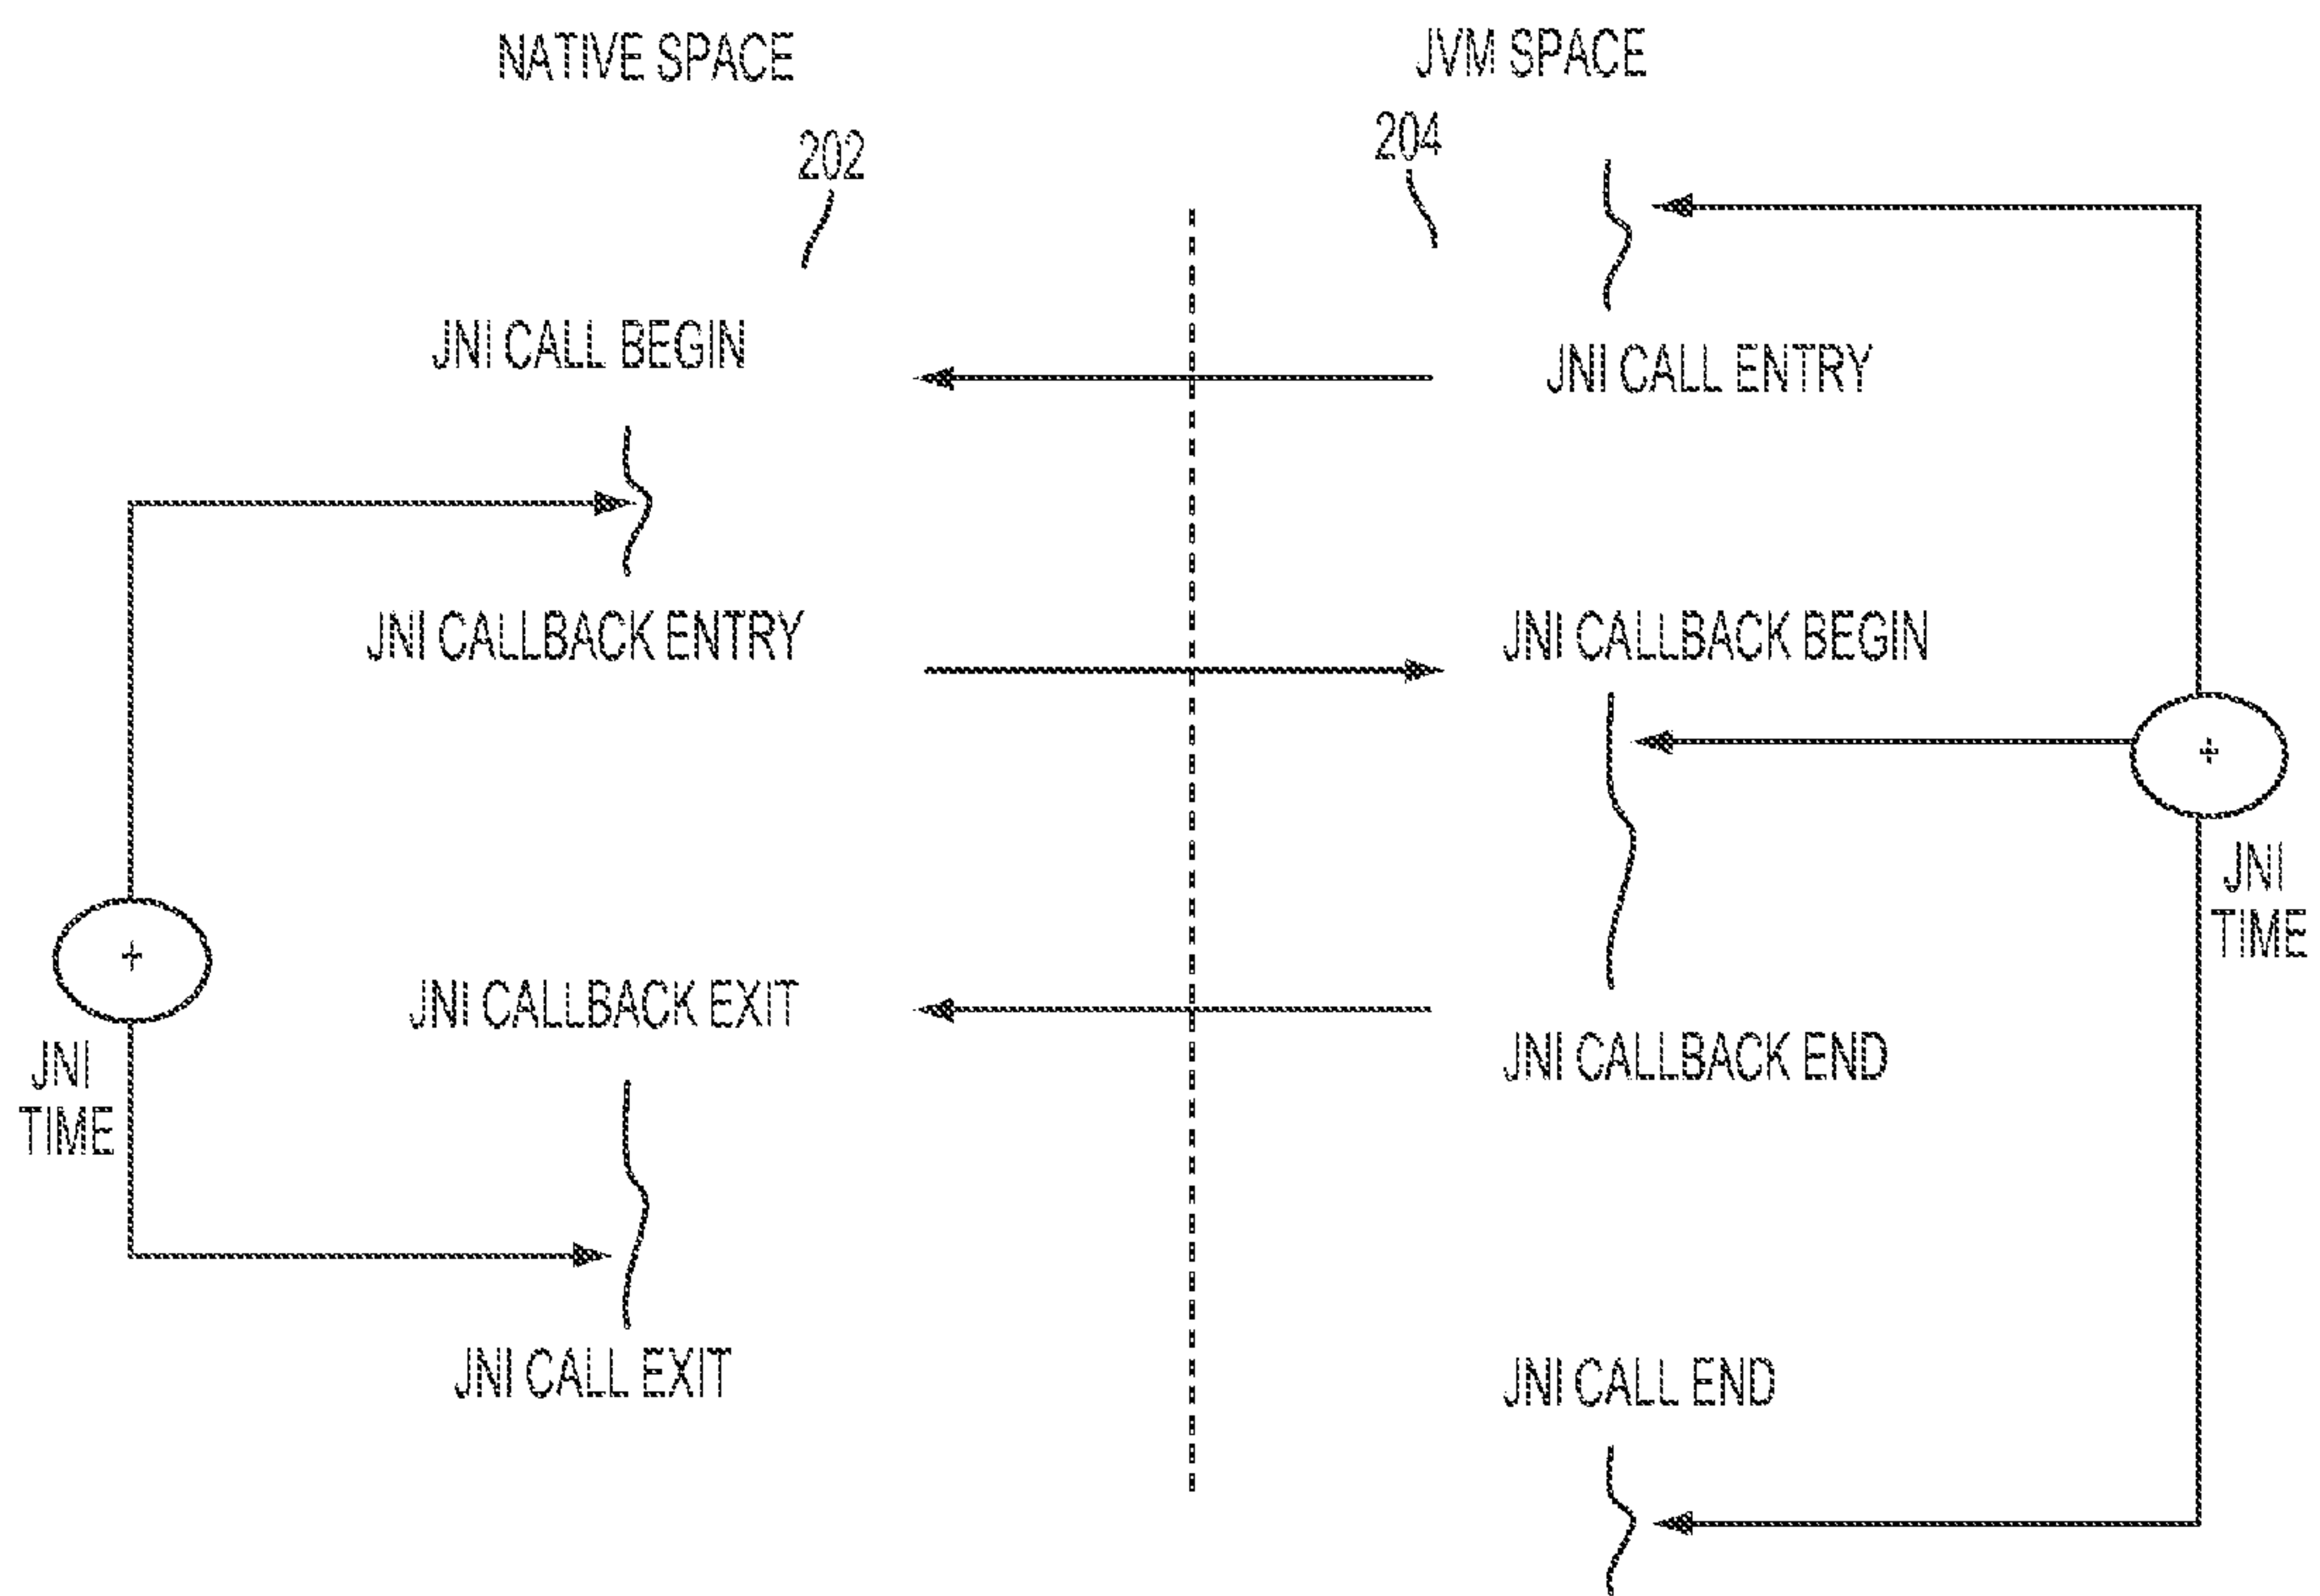 NATIVE SPACE
JVM SPACE
202
204
JNI CALL BEGIN
JNI CALL ENTRY
JNI CALLBACK ENTRY
JNI CALLBACK BEGIN
+
JNI
TIME
+
JNI
TIME
JNI CALLBACK EXIT
JNI CALLBACK END
JNI CALL EXIT
JNI CALL END